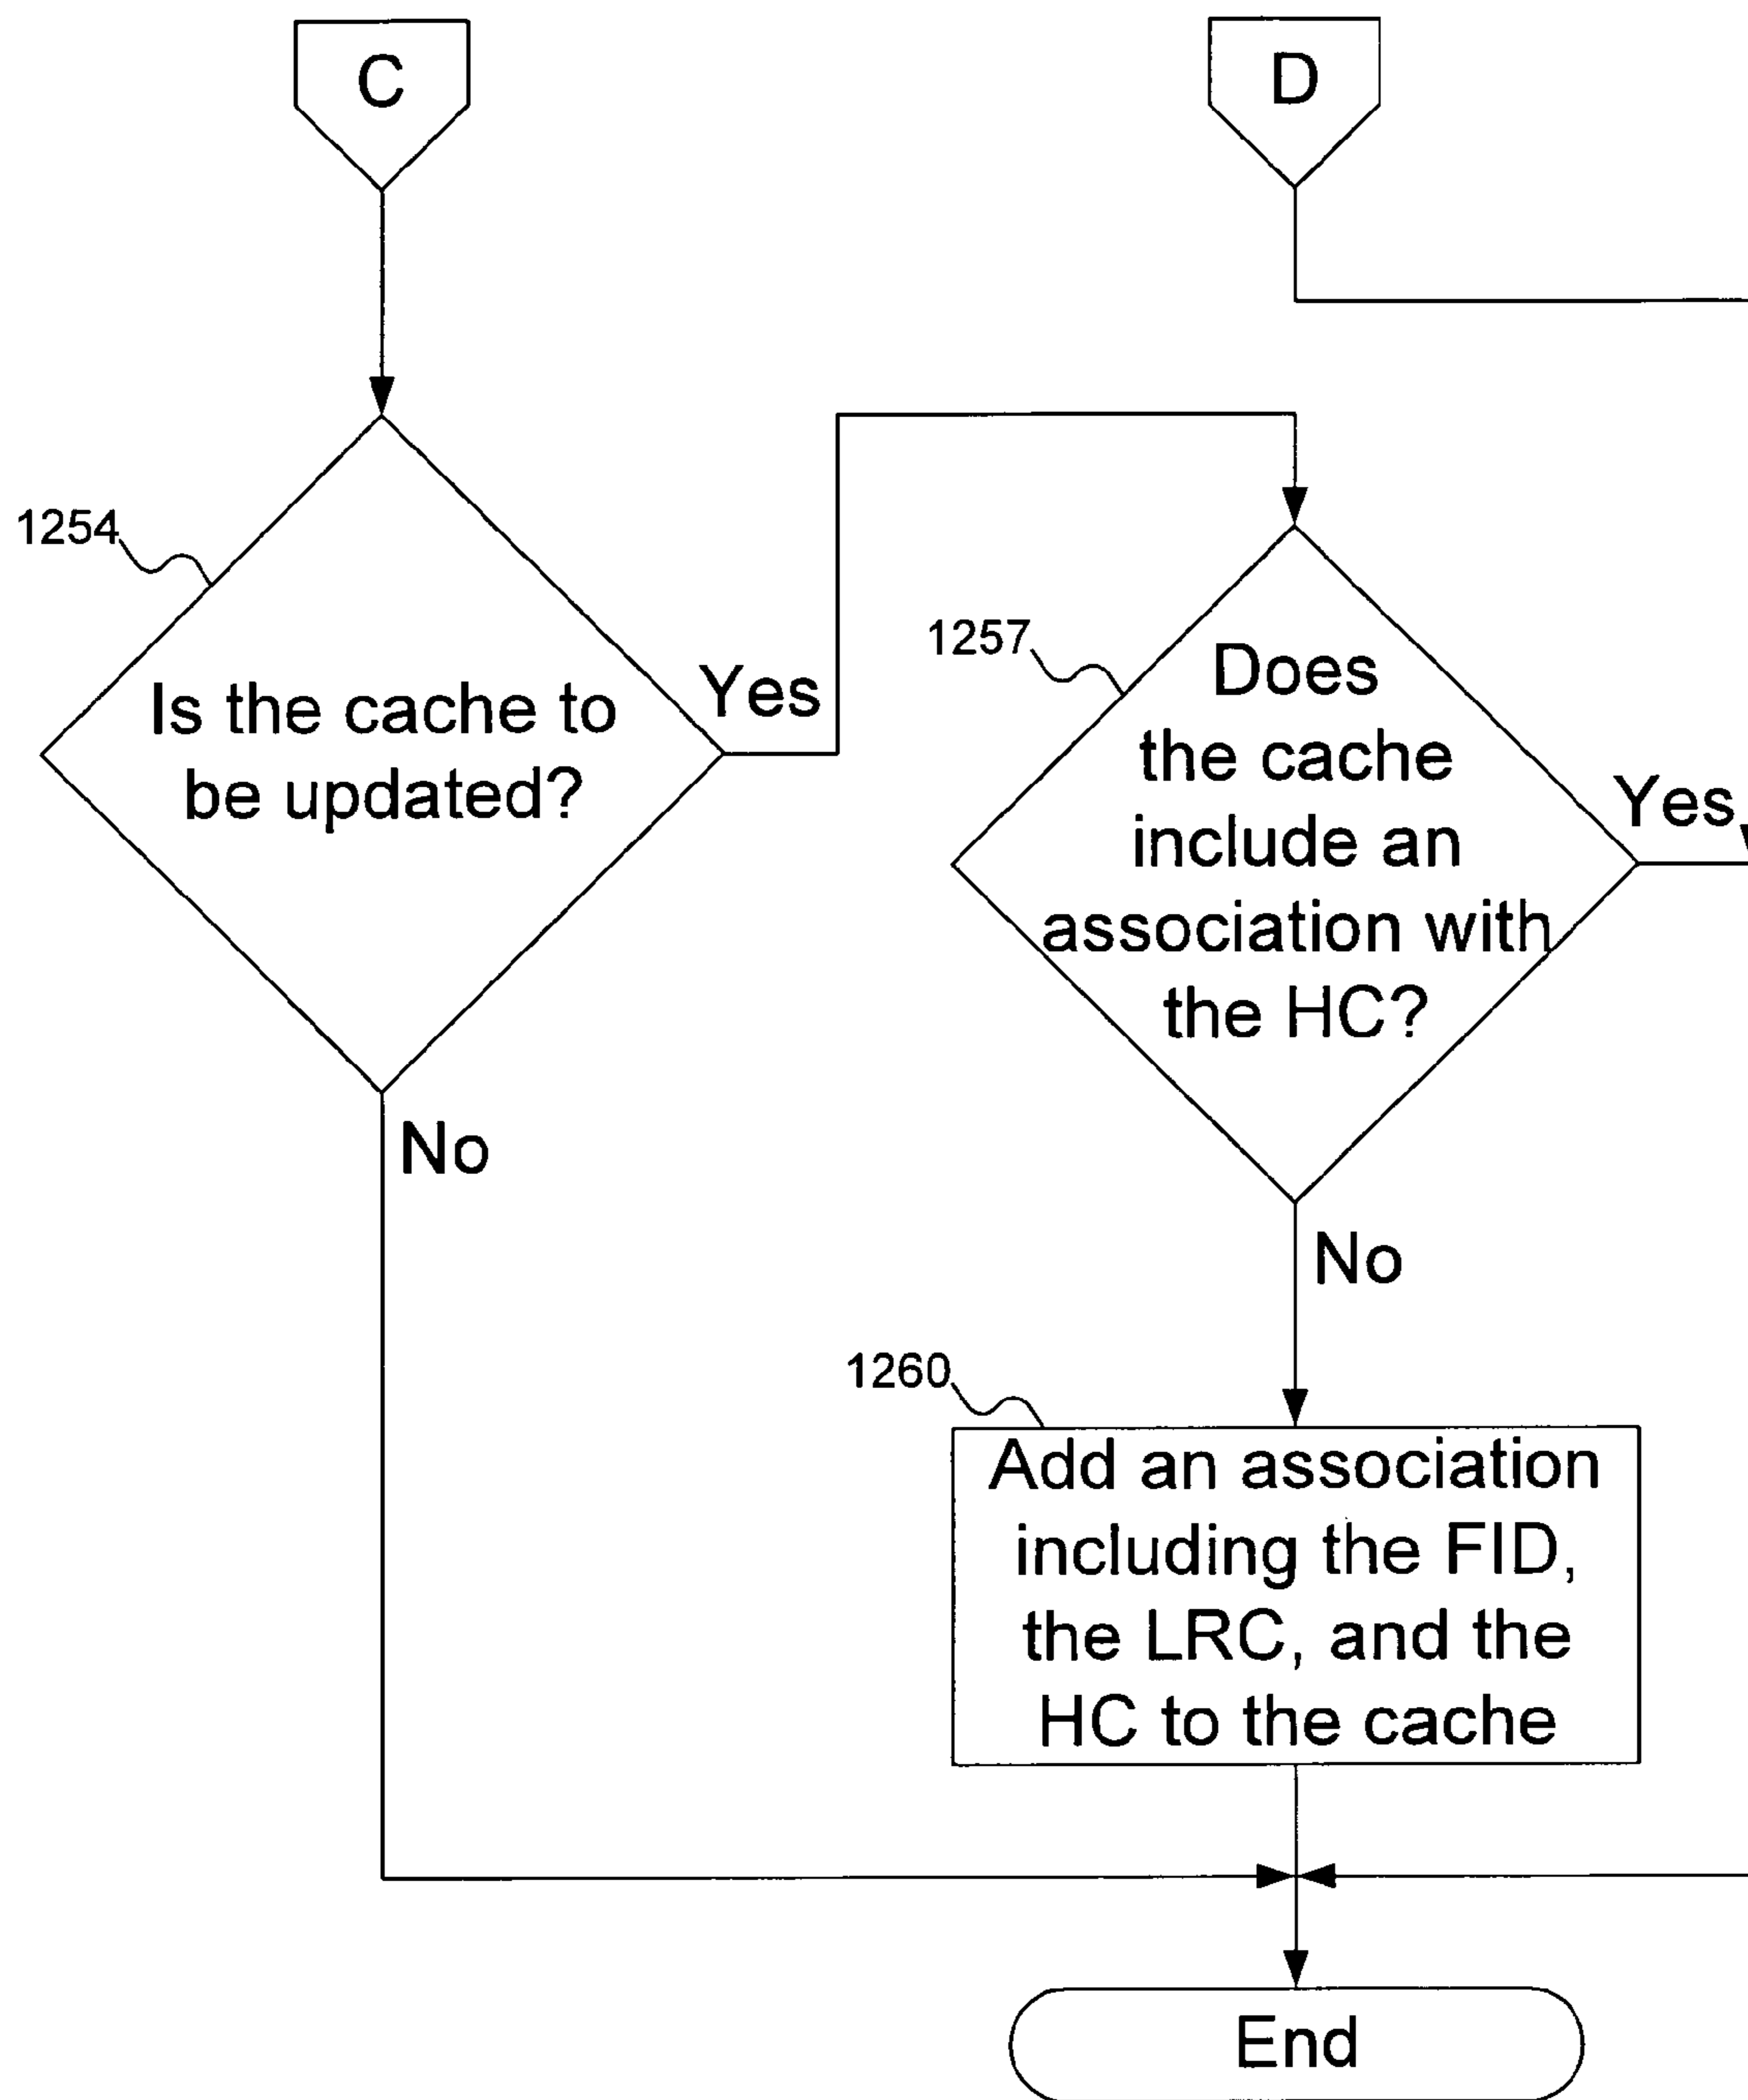 C
D
1254
Is the cache to
be updated?
Yes
No
1257
Does
the cache
include an
association with
the HC?
Yes
No
1260
Add an association
including the FID,
the LRC, and the
HC to the cache
End